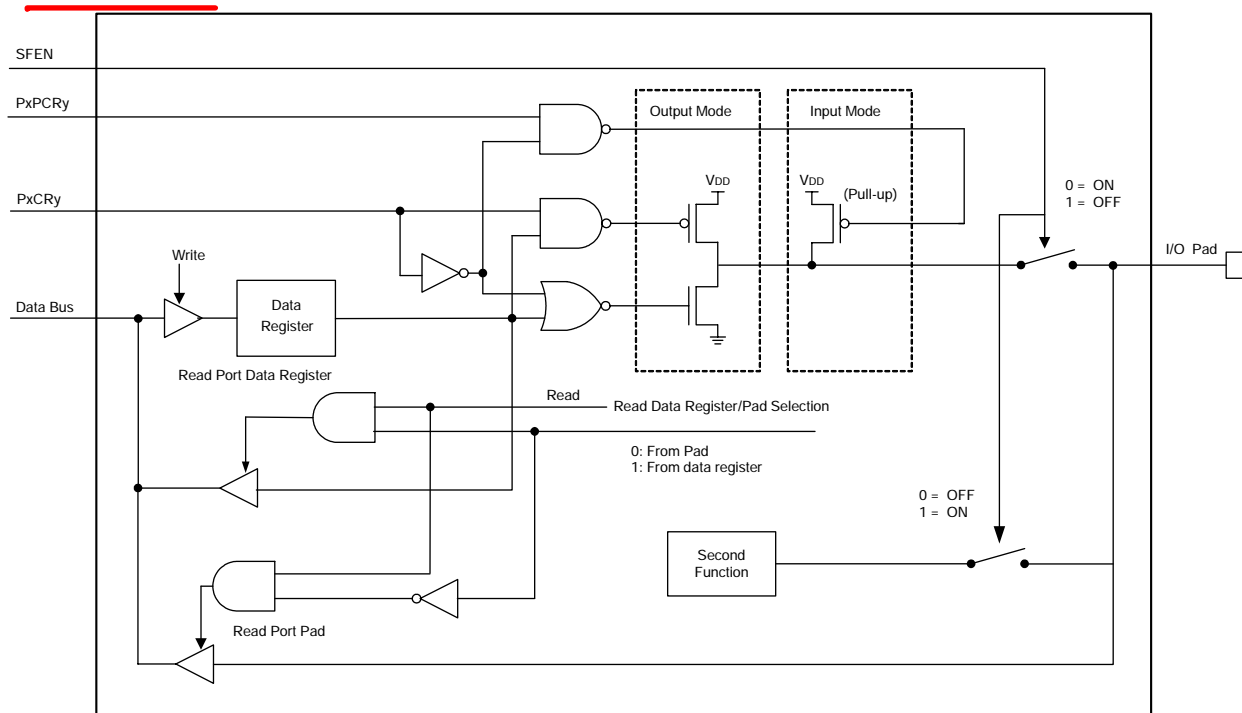 SFEN
PxPCRy
Output Mode
Input Mode
VDD
VDD
(Pull-up)
0 = ON
1 = OFF
PxCRy
I/O Pad
Write
Data Bus
Data
Register
Read Port Data Register
Read
Read Data Register/Pad Selection
0: From Pad
1: From data register
0 = OFF
1 = ON
Second
Function
Read Port Pad